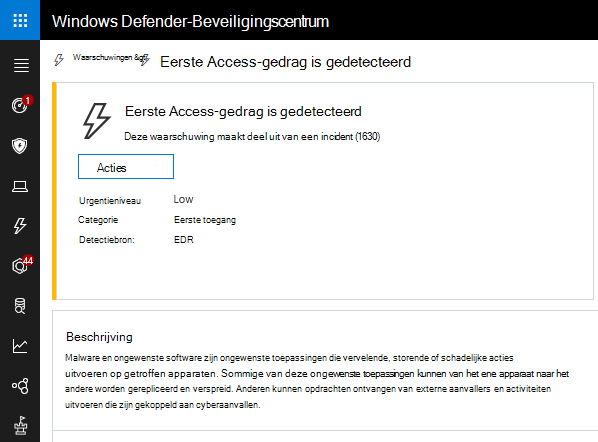 Windows Defender-Beveiligingscentrum
Waarschuwingen &gt; Eerste Access-gedrag is gedetecteerd
1
Eerste Access-gedrag is gedetecteerd
Deze waarschuwing maakt deel uit van een incident (1630)
Acties
Urgentieniveau Low
Categorie Eerste toegang
Detectiebron: EDR
44
Beschrijving
Malware en ongewenste software zijn ongewenste toepassingen die vervelende, storende of schadelijke acties
uitvoeren op getroffen apparaten. Sommige van deze ongewenste toepassingen kunnen van het ene apparaat naar het
andere worden gerepliceerd en verspreid. Anderen kunnen opdrachten ontvangen van externe aanvallers en activiteiten
uitvoeren die zijn gekoppeld aan cyberaanvallen.